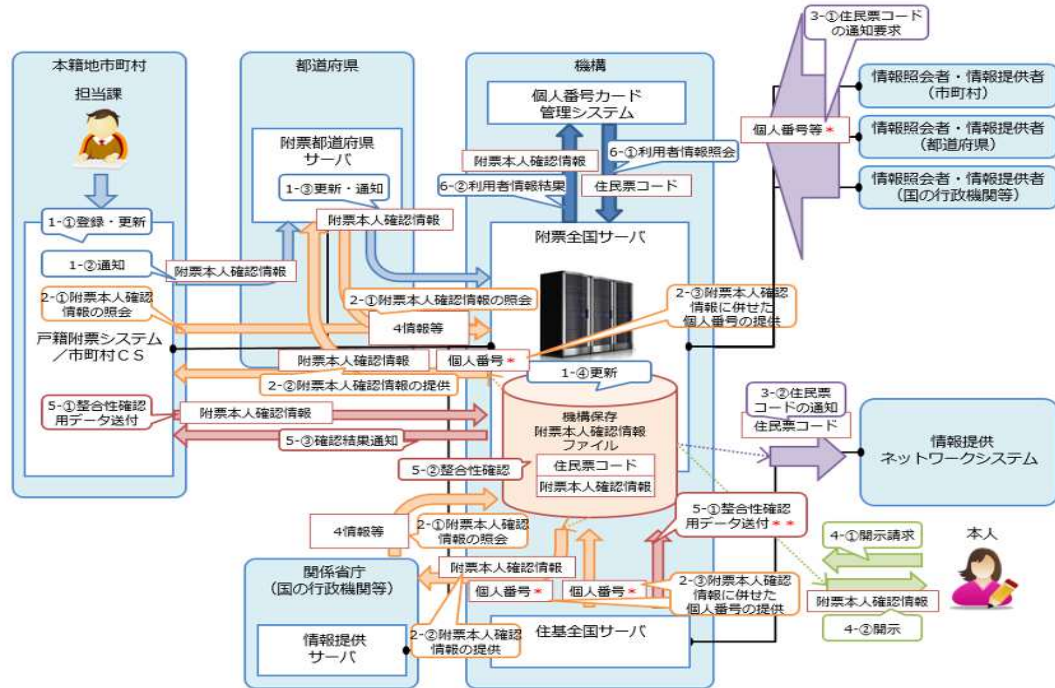 本籍地市町村
担当課
1-①登録・更新
1-②通知
附票本人確認情報
2-①附票本人確認
情報の照会
戸籍附票システム
／市町村ＣＳ
5-①整合性確認
用データ送付
附票本人確認情報
5-③確認結果通知
都道府県
附票都道府県
サーバ
1-③更新・通知
附票本人確認情報
2-①附票本人確認情報の照会
4情報等
附票本人確認情報
個人番号*
2-②附票本人確認情報の提供
機構
個人番号カード
管理システム
附票本人確認情報
6-①利用者情報照会
6-②利用者情報結果
住民票コード
附票全国サーバ
2-③附票本人確認
情報に併せた
個人番号の提供
1-④更新
機構保存
附票本人確認情報
ファイル
5-②整合性確認
住民票コード
附票本人確認情報
5-①整合性確認
用データ送付**
4情報等
2-①附票本人確認
情報の照会
関係省庁
（国の行政機関等）
附票本人確認情報
個人番号*
個人番号*
2-③附票本人確認
情報に併せた
個人番号の提供
2-②附票本人確認
情報の提供
情報提供
サーバ
住基全国サーバ
3-①住民票コード
の通知要求
個人番号等*
情報照会者・情報提供者
（市町村）
情報照会者・情報提供者
（都道府県）
情報照会者・情報提供者
（国の行政機関等）
3-②住民票
コードの通知
住民票コード
情報提供
ネットワークシステム
4-①開示請求
本人
附票本人確認情報
4-②開示